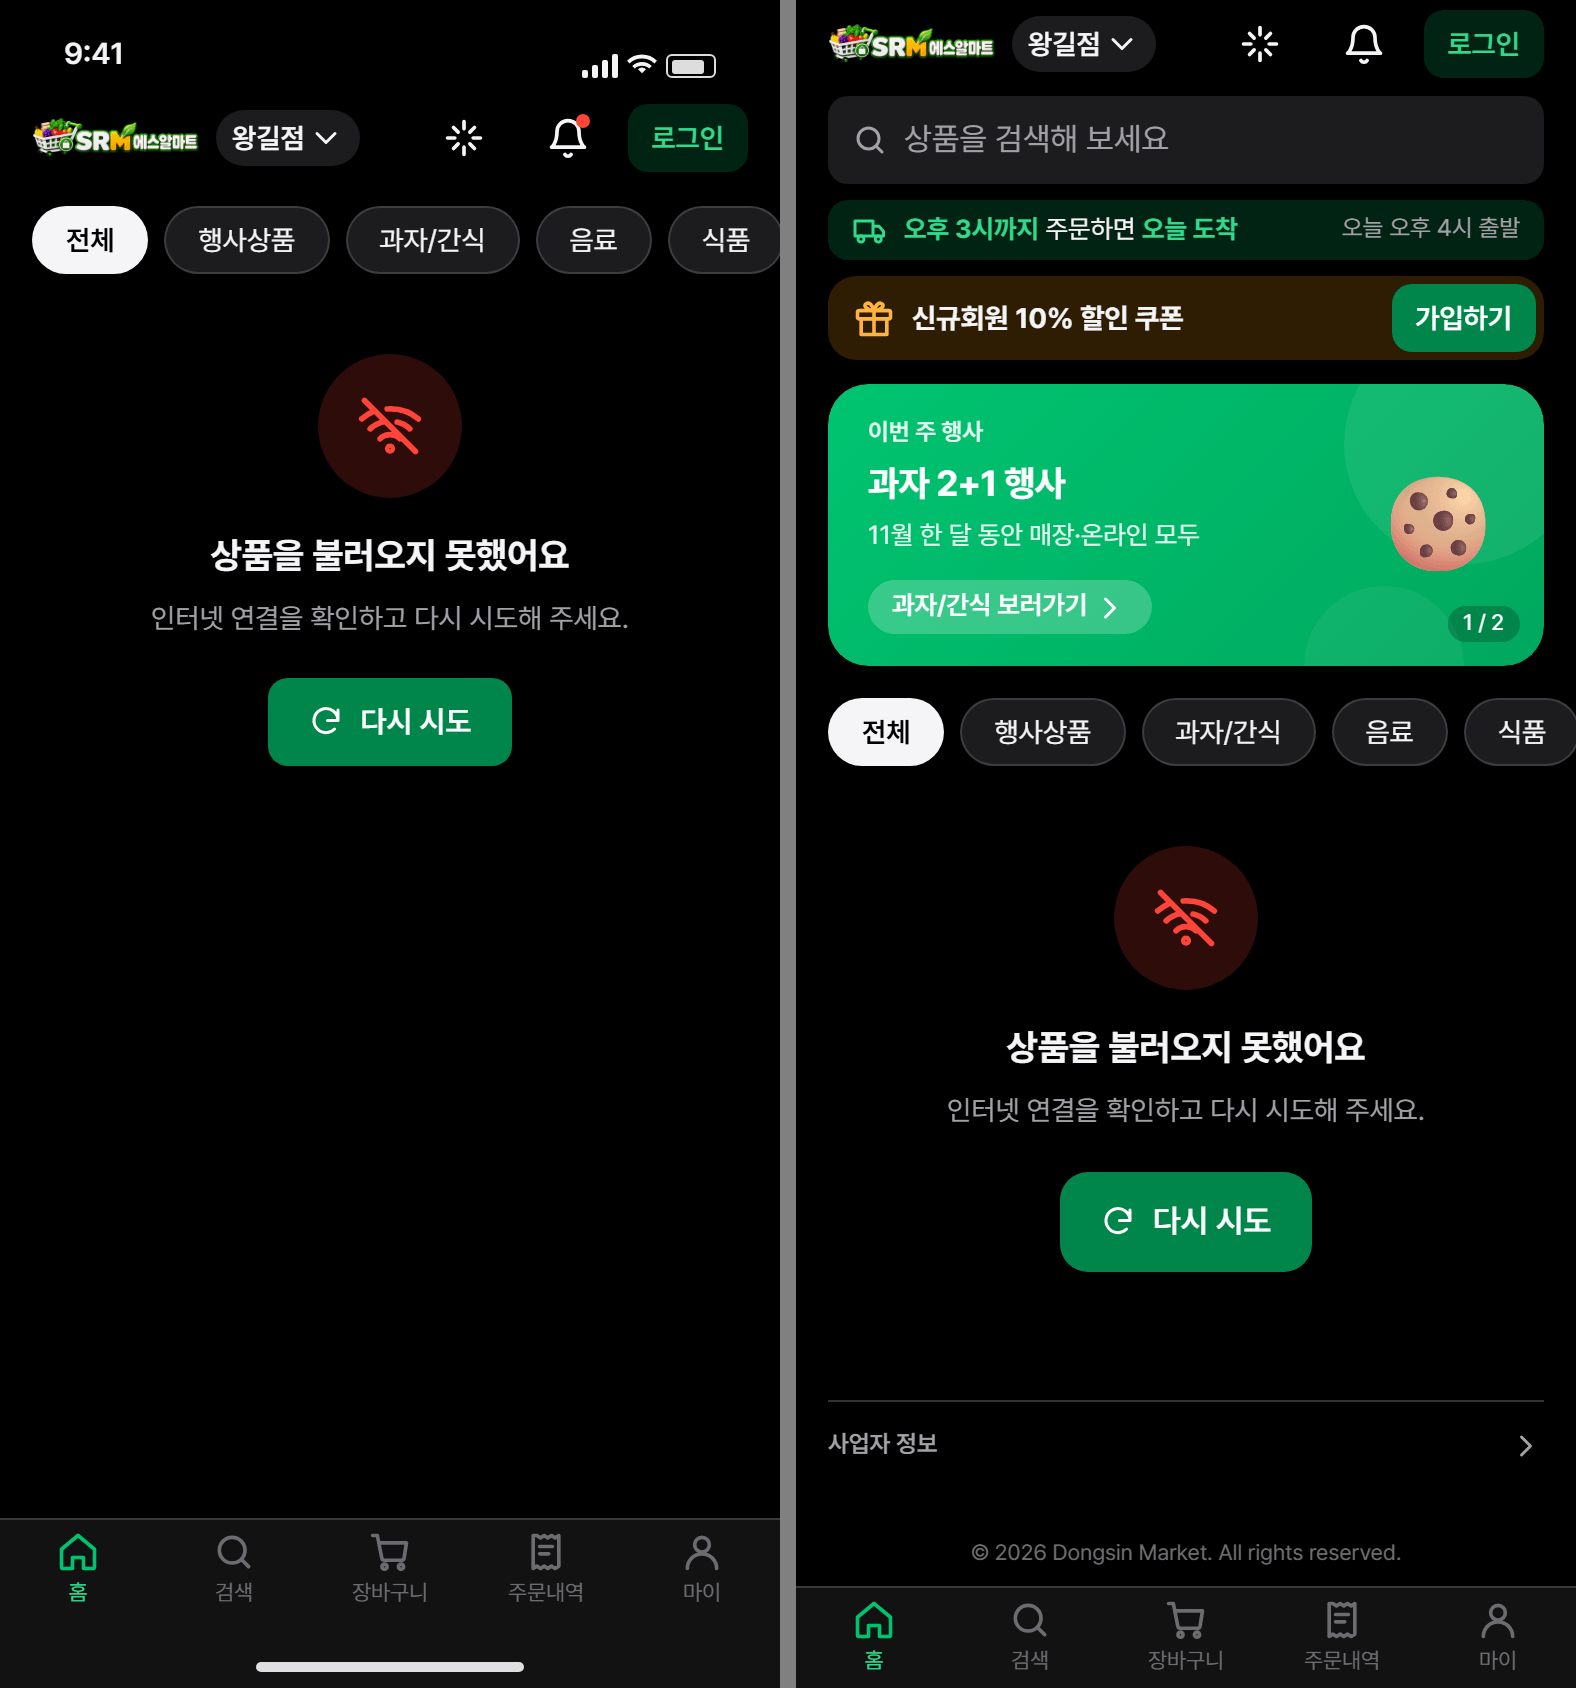 9:41
SRM 에스알마트
왕길점
로그인
전체
행사상품
과자/간식
음료
식품
상품을 불러오지 못했어요
인터넷 연결을 확인하고 다시 시도해 주세요.
다시 시도
홈
검색
장바구니
주문내역
마이
SRM 에스알마트
왕길점
로그인
상품을 검색해 보세요
오후 3시까지 주문하면 오늘 도착
오늘 오후 4시 출발
신규회원 10% 할인 쿠폰
가입하기
이번 주 행사
과자 2+1 행사
11월 한 달 동안 매장·온라인 모두
과자/간식 보러가기
1 / 2
전체
행사상품
과자/간식
음료
식품
상품을 불러오지 못했어요
인터넷 연결을 확인하고 다시 시도해 주세요.
다시 시도
사업자 정보
© 2026 Dongsin Market. All rights reserved.
홈
검색
장바구니
주문내역
마이